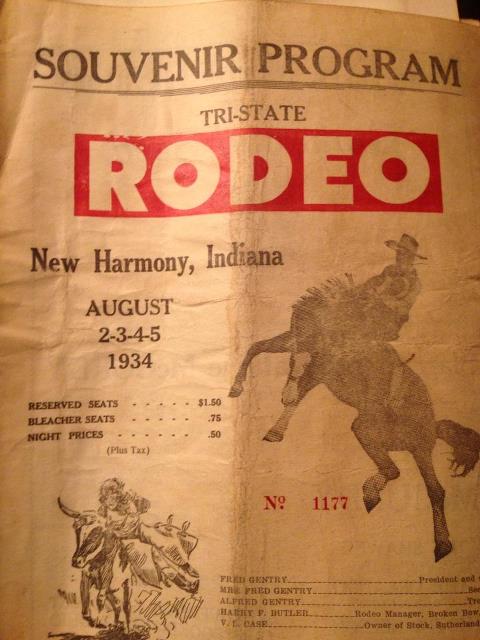 SOUVENIR PROGRAM
TRI-STATE
RODEO
New Harmony, Indiana
AUGUST
2-3-4-5
1934
RESERVED SEATS - - - - - $1.50
BLEACHER SEATS - - - - - .75
NIGHT PRICES - - - - - - .50
(Plus Tax)
Nº 1177
FRED GENTRY President and
MRS. FRED GENTRY
ALFRED GENTRY
HARRY F. BUTLER Rodeo Manager, Broken Bow,
V. L. CASE Owner of Stock, Sutherland